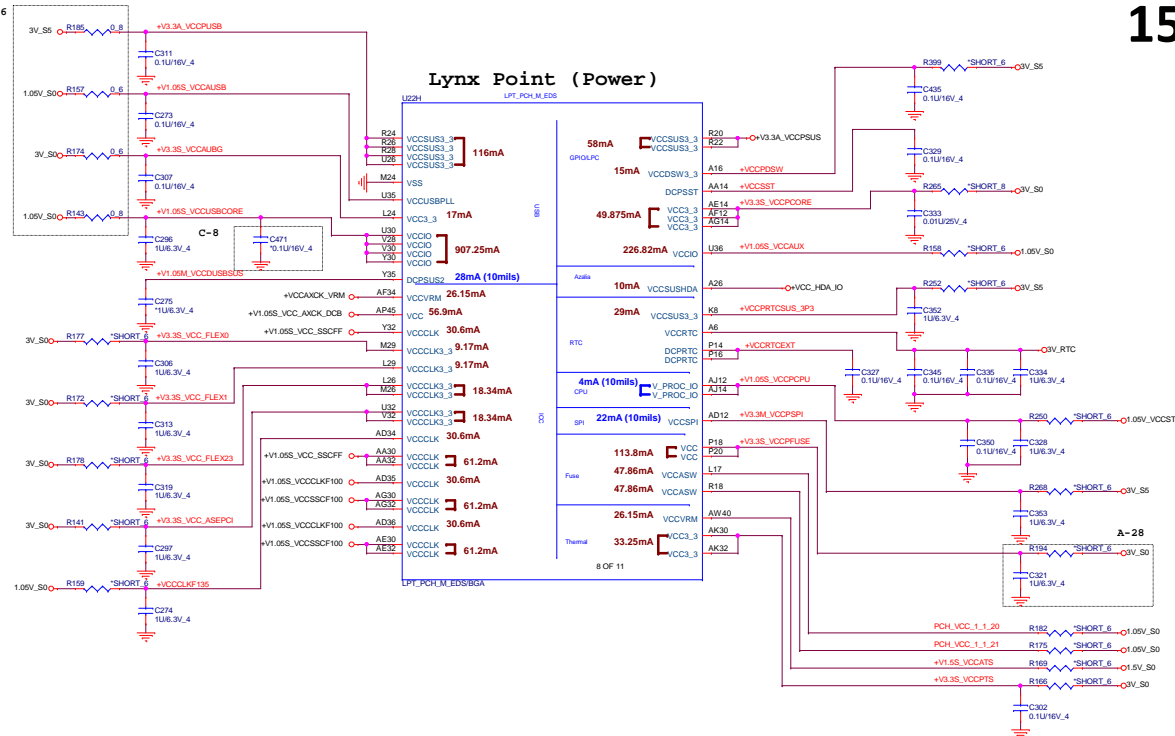 6
15
Lynx Point (Power)
3V_S5
R185
0_8
+V3.3A_VCCPUSB
C311
0.1U/16V_4
1.05V_S0
R157
0_6
+V1.05S_VCCAUSB
C273
0.1U/16V_4
3V_S0
R174
0_6
+V3.3S_VCCAUBG
C307
0.1U/16V_4
1.05V_S0
R143
0_8
+V1.05S_VCCUSBCORE
C296
1U/6.3V_4
C-8
C471
*0.1U/16V_4
+V1.05M_VCCDUSBSUS
C275
*1U/6.3V_4
3V_S0
R177
*SHORT_6
+V3.3S_VCC_FLEX0
C306
1U/6.3V_4
3V_S0
R172
*SHORT_6
+V3.3S_VCC_FLEX1
C313
1U/6.3V_4
3V_S0
R178
*SHORT_6
+V3.3S_VCC_FLEX23
C319
1U/6.3V_4
3V_S0
R141
*SHORT_6
+V3.3S_VCC_ASEPCI
C297
1U/6.3V_4
1.05V_S0
R159
*SHORT_6
+VCCCLKF135
C274
1U/6.3V_4
+VCCAXCK_VRM
+V1.05S_VCC_AXCK_DCB
+V1.05S_VCC_SSCFF
+V1.05S_VCC_SSCFF
+V1.05S_VCCCLKF100
+V1.05S_VCCSSCF100
+V1.05S_VCCCLKF100
+V1.05S_VCCSSCF100
U22H
LPT_PCH_M_EDS
R24 VCCSUS3_3
R26 VCCSUS3_3
R28 VCCSUS3_3
U26 VCCSUS3_3
116mA
M24 VSS
U35 VCCUSBPLL
L24 VCC3_3 17mA
U30 VCCIO
V28 VCCIO
V30 VCCIO
Y30 VCCIO
907.25mA
Y35 DCPSUS2 28mA (10mils)
AF34 VCCVRM 26.15mA
AP45 VCC 56.9mA
Y32 VCCCLK 30.6mA
M29 VCCCLK3_3 9.17mA
L29 VCCCLK3_3 9.17mA
L26 VCCCLK3_3
M26 VCCCLK3_3
18.34mA
U32 VCCCLK3_3
V32 VCCCLK3_3
18.34mA
AD34 VCCCLK 30.6mA
AA30 VCCCLK
AA32 VCCCLK
61.2mA
AD35 VCCCLK 30.6mA
AG30 VCCCLK
AG32 VCCCLK
61.2mA
AD36 VCCCLK 30.6mA
AE30 VCCCLK
AE32 VCCCLK
61.2mA
LPT_PCH_M_EDS/BGA
USB
ICC
GPIO/LPC
Azalia
RTC
CPU
SPI
Fuse
Thermal
8 OF 11
58mA
VCCSUS3_3 R20
VCCSUS3_3 R22
+V3.3A_VCCPSUS
15mA VCCDSW3_3 A16 +VCCPDSW
DCPSST AA14 +VCCSST
49.875mA
VCC3_3 AE14 +V3.3S_VCCPCORE
VCC3_3 AF12
VCC3_3 AG14
226.82mA VCCIO U36 +V1.05S_VCCAUX
10mA VCCSUSHDA A26 +VCC_HDA_IO
29mA VCCSUS3_3 K8 +VCCPRTCSUS_3P3
VCCRTC A6
DCPRTC P14 +VCCRTCEXT
DCPRTC P16
4mA (10mils)
V_PROC_IO AJ12 +V1.05S_VCCPCPU
V_PROC_IO AJ14
22mA (10mils) VCCSPI AD12 +V3.3M_VCCPSPI
113.8mA
VCC P18 +V3.3S_VCCPFUSE
VCC P20
47.86mA VCCASW L17
47.86mA VCCASW R18
26.15mA VCCVRM AW40
33.25mA
VCC3_3 AK30
VCC3_3 AK32
R399
*SHORT_6
3V_S5
C435
0.1U/16V_4
C329
0.1U/16V_4
R265
*SHORT_8
3V_S0
C333
0.01U/25V_4
R158
*SHORT_6
1.05V_S0
R252
*SHORT_6
3V_S5
C352
1U/6.3V_4
3V_RTC
C327
0.1U/16V_4
C345
0.1U/16V_4
C335
0.1U/16V_4
C334
1U/6.3V_4
R250
*SHORT_6
1.05V_VCCST
C350
0.1U/16V_4
C328
1U/6.3V_4
R268
*SHORT_6
3V_S5
C353
1U/6.3V_4
A-28
R194
*SHORT_6
3V_S0
C321
1U/6.3V_4
PCH_VCC_1_1_20
R182
*SHORT_6
1.05V_S0
PCH_VCC_1_1_21
R175
*SHORT_6
1.05V_S0
+V1.5S_VCCATS
R169
*SHORT_6
1.5V_S0
+V3.3S_VCCPTS
R166
*SHORT_6
3V_S0
C302
0.1U/16V_4